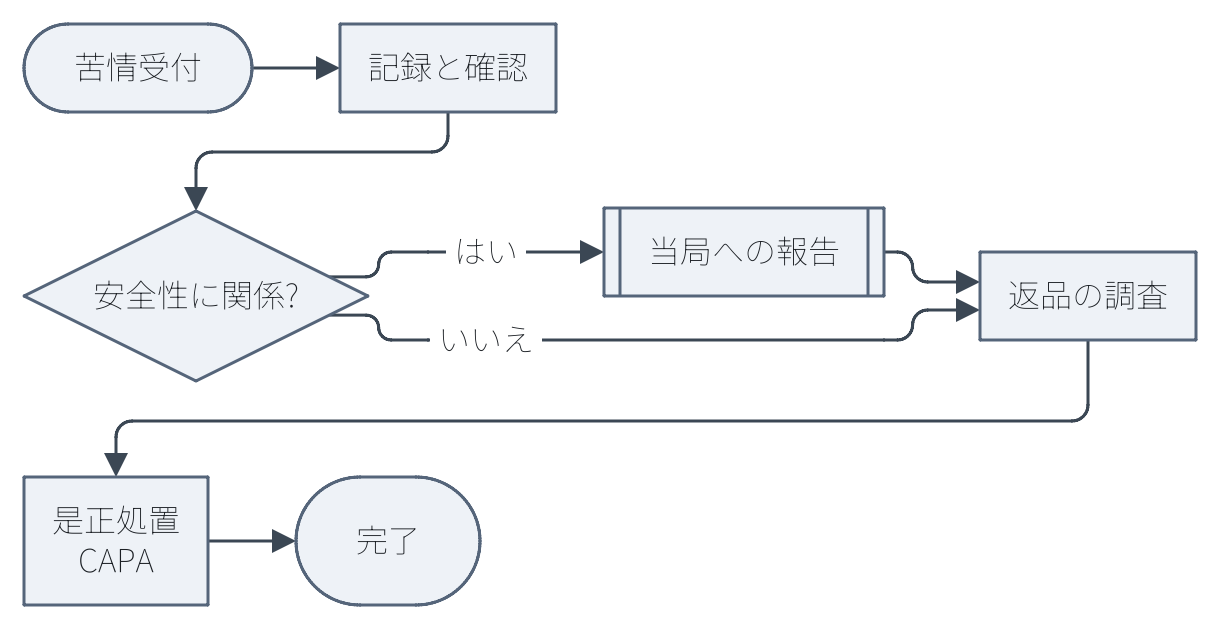 苦情受付
記録と確認
安全性に関係?
はい
当局への報告
いいえ
返品の調査
是正処置
CAPA
完了